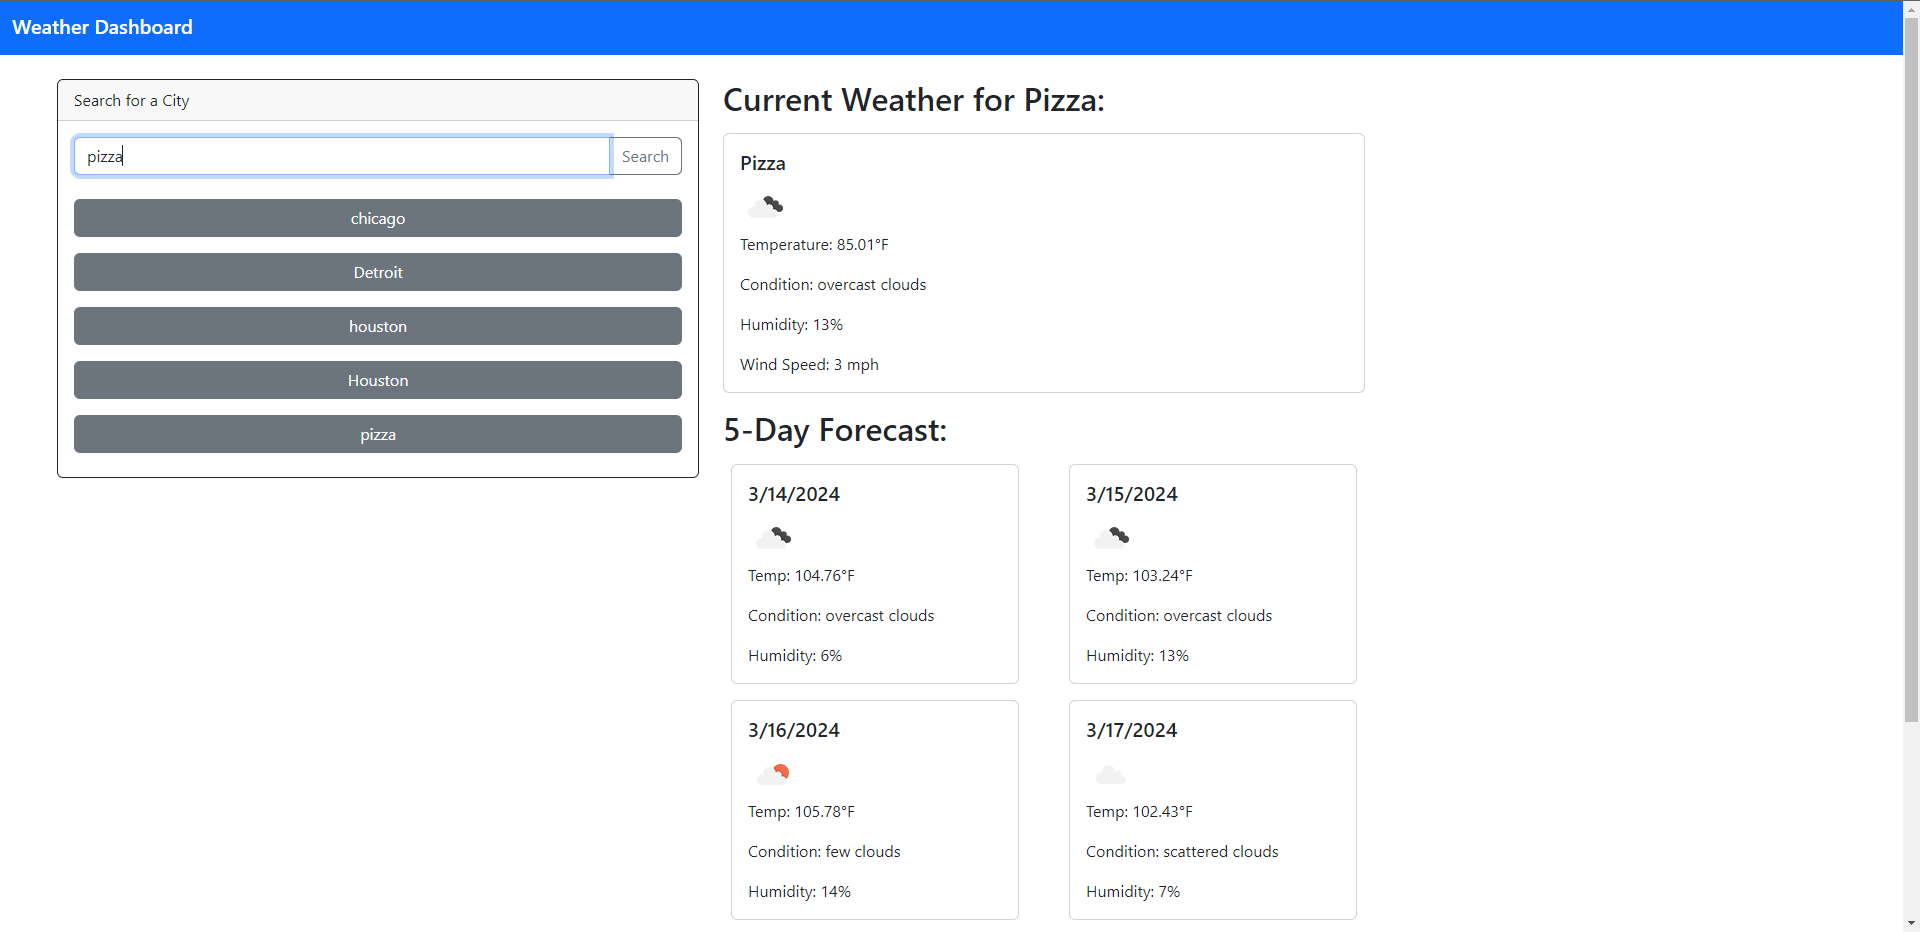 Weather Dashboard
Search for a City
pizza
Search
chicago
Detroit
houston
Houston
pizza
Current Weather for Pizza:
Pizza
Temperature: 85.01°F
Condition: overcast clouds
Humidity: 13%
Wind Speed: 3 mph
5-Day Forecast:
3/14/2024
Temp: 104.76°F
Condition: overcast clouds
Humidity: 6%
3/15/2024
Temp: 103.24°F
Condition: overcast clouds
Humidity: 13%
3/16/2024
Temp: 105.78°F
Condition: few clouds
Humidity: 14%
3/17/2024
Temp: 102.43°F
Condition: scattered clouds
Humidity: 7%